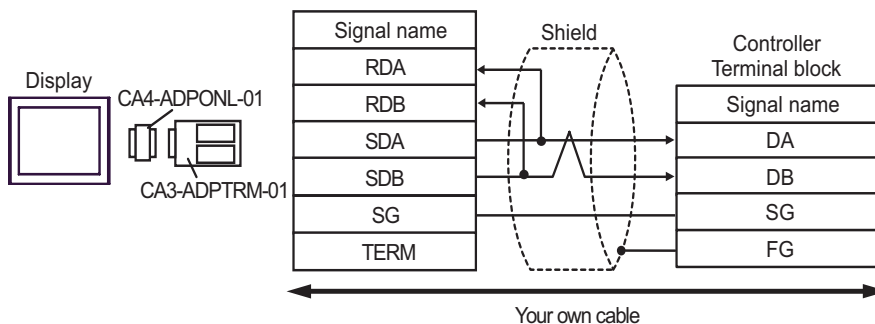 Display
CA4-ADPONL-01
CA3-ADPTRM-01
Signal name
RDA
RDB
SDA
SDB
SG
TERM
Shield
Controller
Terminal block
Signal name
DA
DB
SG
FG
Your own cable